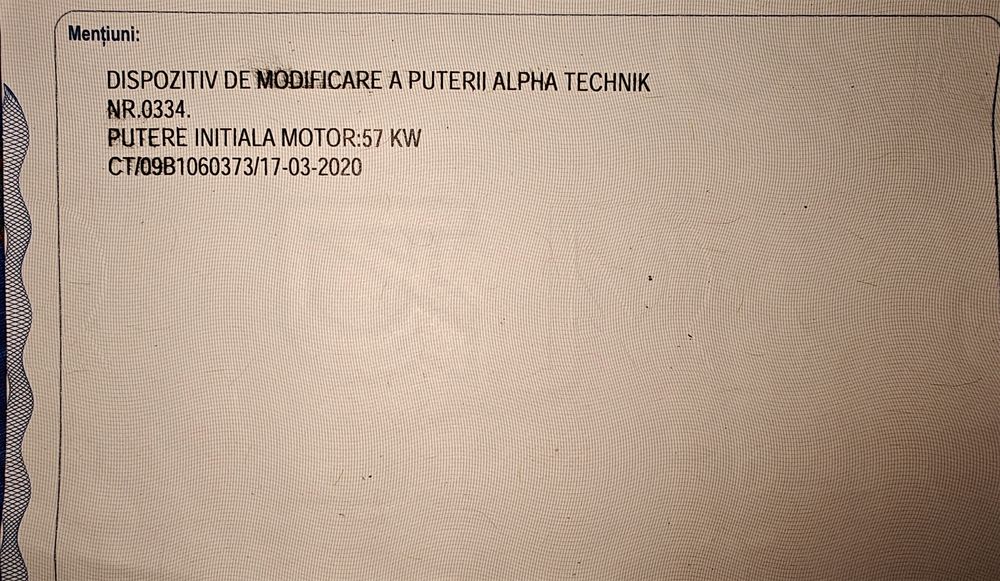 Mențiuni:
DISPOZITIV DE MODIFICARE A PUTERII ALPHA TECHNIK
NR.0334.
PUTERE INITIALA MOTOR:57 KW
CT/09B1060373/17-03-2020